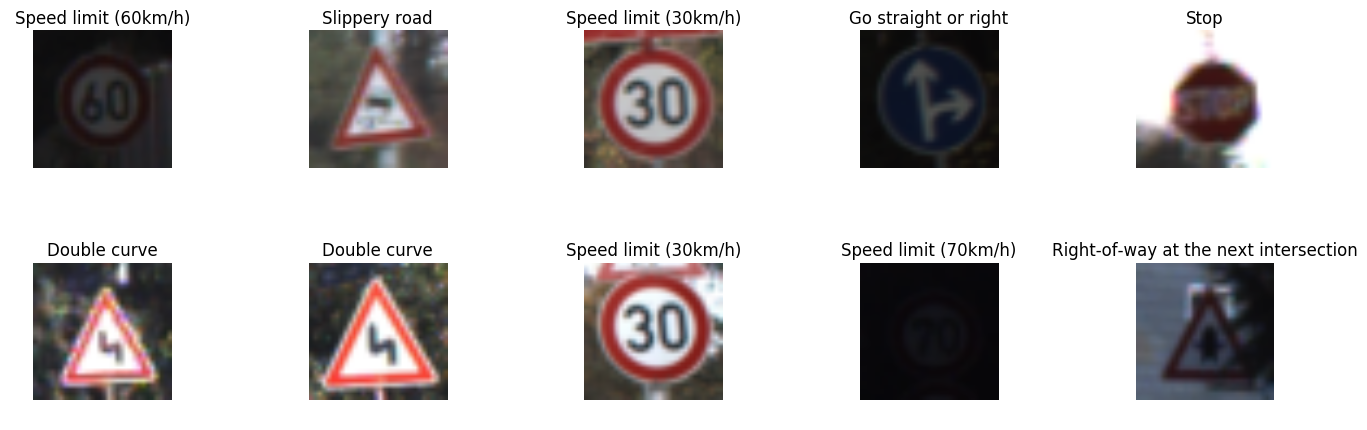 Speed limit (60km/h)
Slippery road
Speed limit (30km/h)
Go straight or right
Stop
60
30
STOP
Double curve
Double curve
Speed limit (30km/h)
Speed limit (70km/h)
Right-of-way at the next intersection
30
70